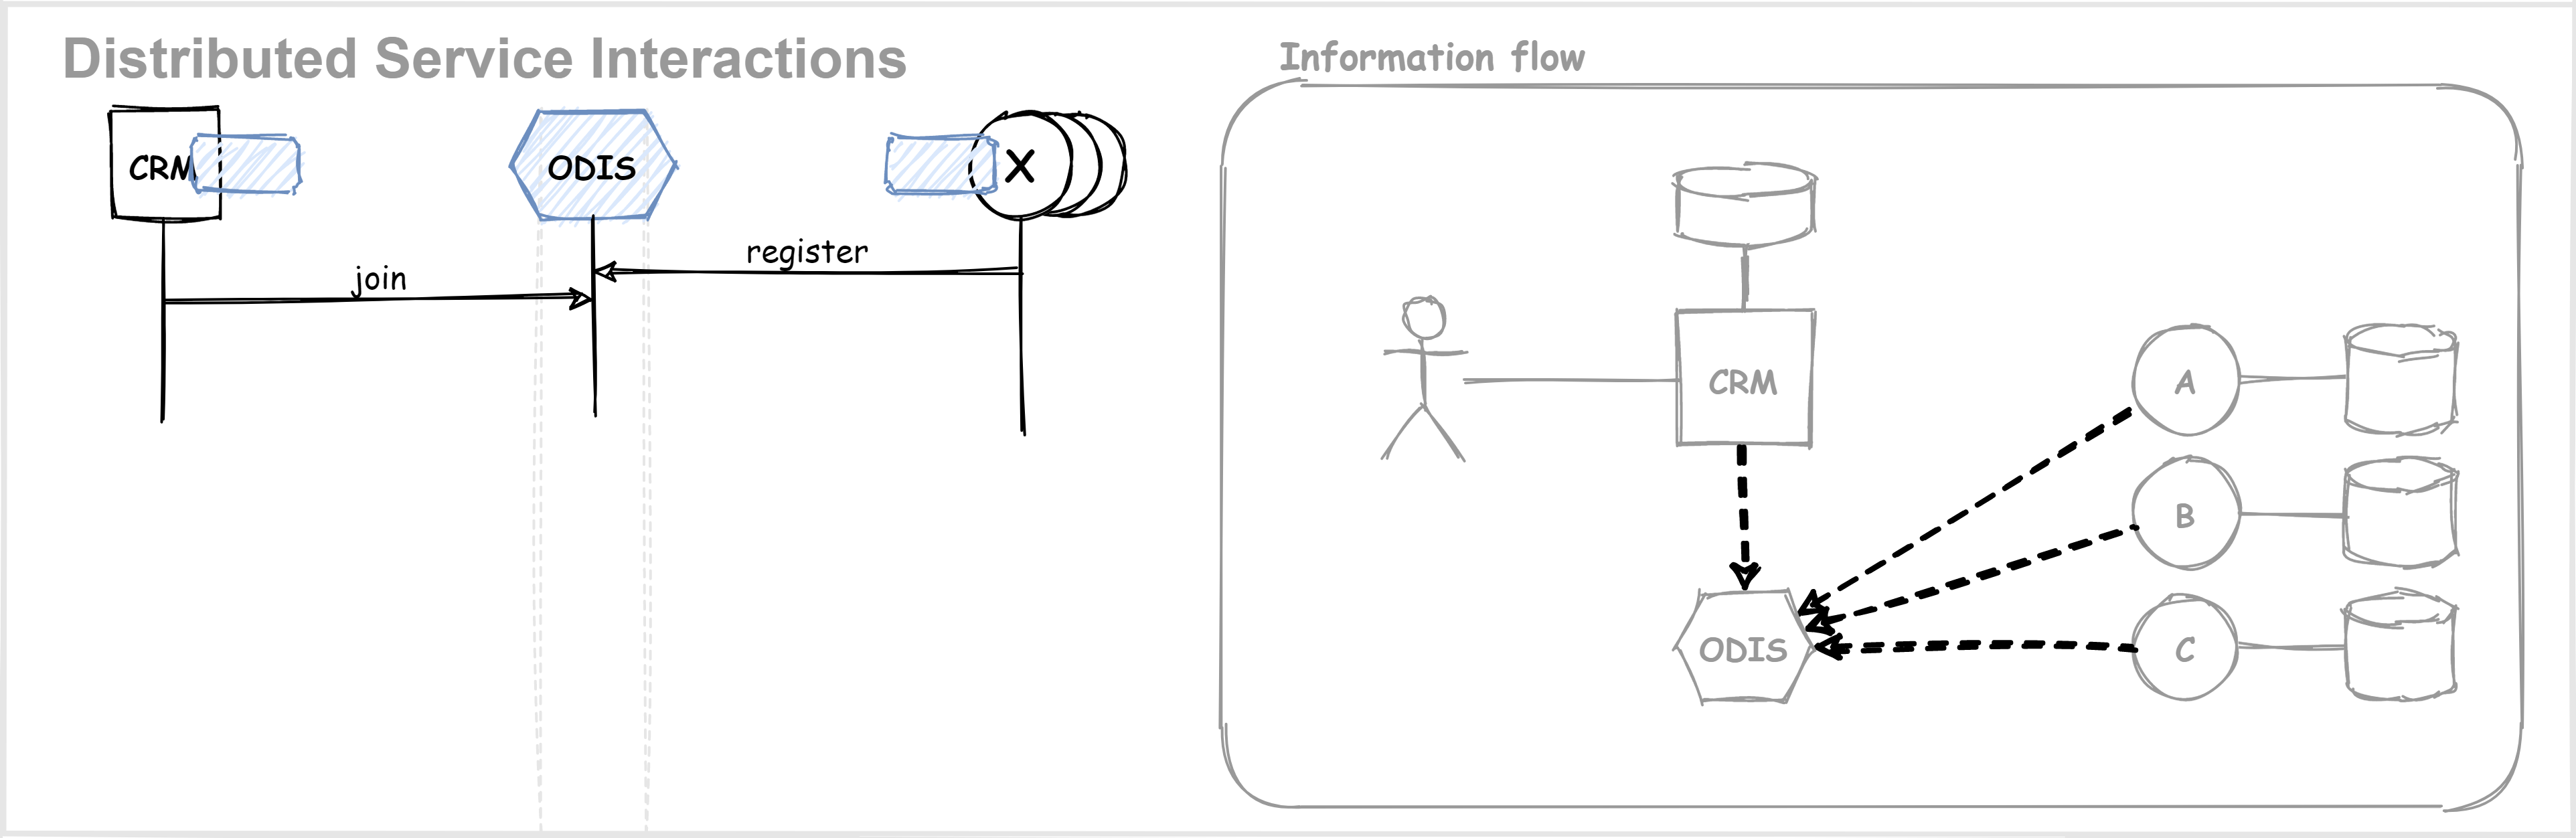 Distributed Service Interactions
CRM
ODIS
X
register
join
Information flow
CRM
A
B
ODIS
C